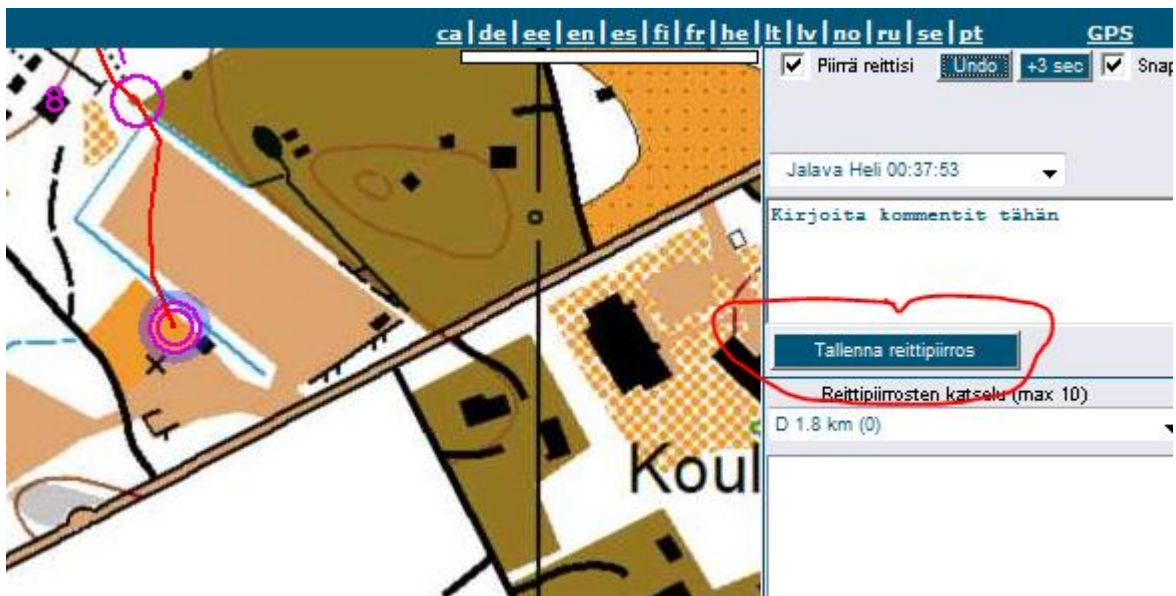 ca|de|ee|en|es|fi|fr|he|lt|lv|no|ru|se|pt GPS
Piirrä reittisi Undo +3 sec Snap
8
Jalava Heli 00:37:53
Kirjoita kommentit tähän
Tallenna reittipiirros
Reittipiirrosten katselu (max 10)
D 1.8 km (0)
Koul